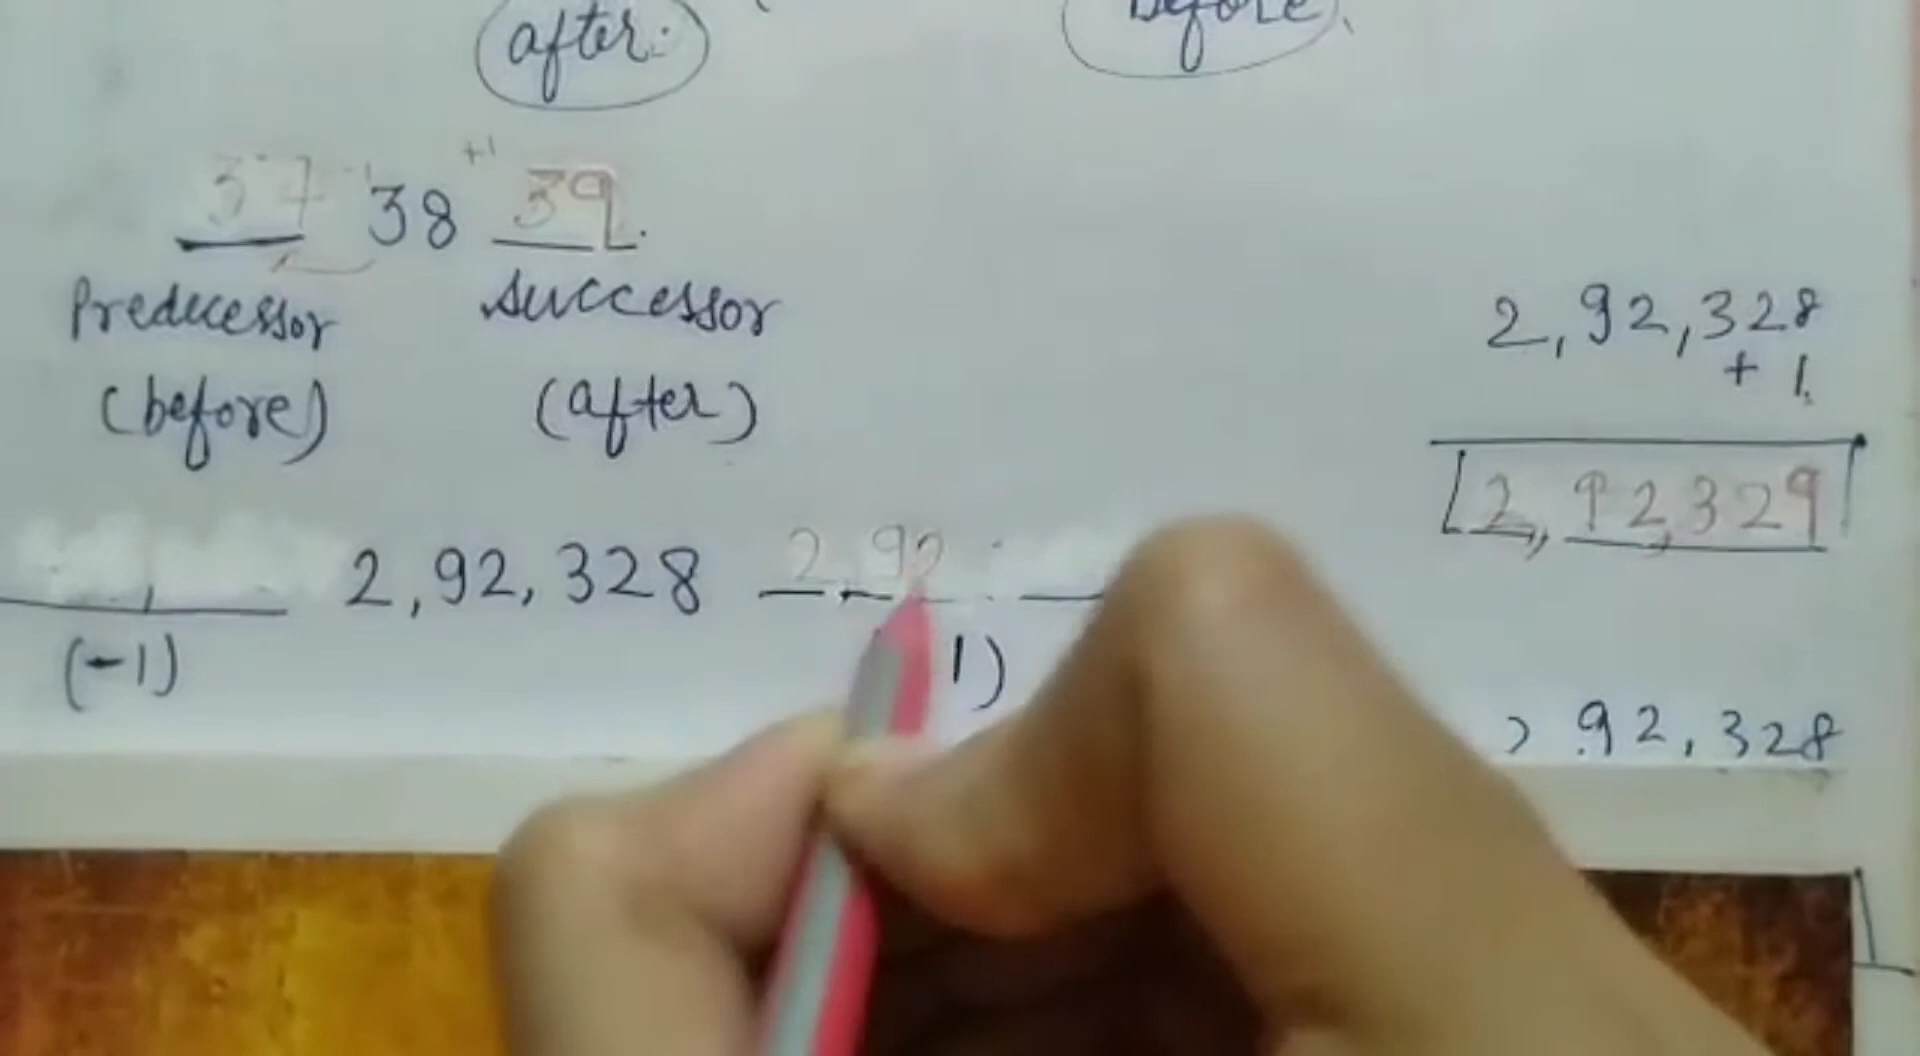 after. before
37 -1 38 +1 39
Predecessor successor
(before) (after)
2,92,328
+ 1
2,92,329
2,92,328 2,92
(-1) 1)
92,328